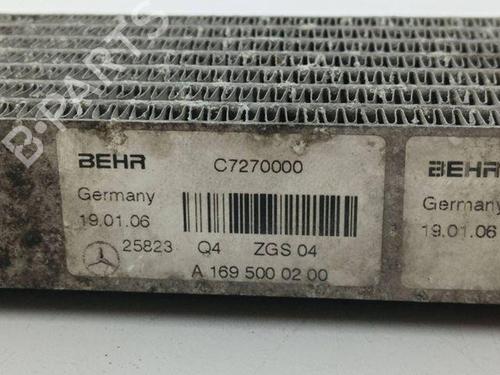 B-PARTS
BEHR C7270000
Germany
19.01.06
25823 Q4 ZGS 04
A 169 500 02 00
BEHR
Germany
19.01.06